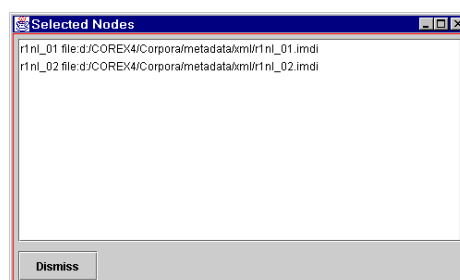 Selected Nodes
r1nl_01 file:d:/COREX4/Corpora/metadata/xml/r1nl_01.imdi
r1nl_02 file:d:/COREX4/Corpora/metadata/xml/r1nl_02.imdi
Dismiss